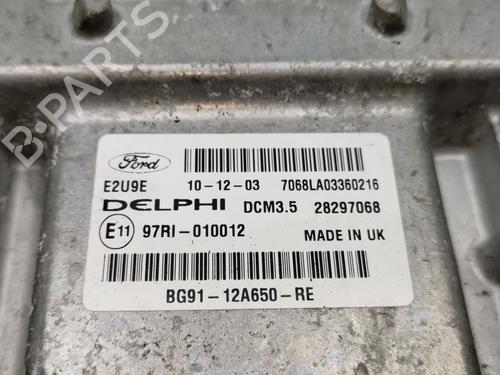 B-PARTS
Ford
E2U9E 10-12-03 7068LA03360216
DELPHI DCM3.5 28297068
E11 97RI-010012 MADE IN UK
BG91-12A650-RE